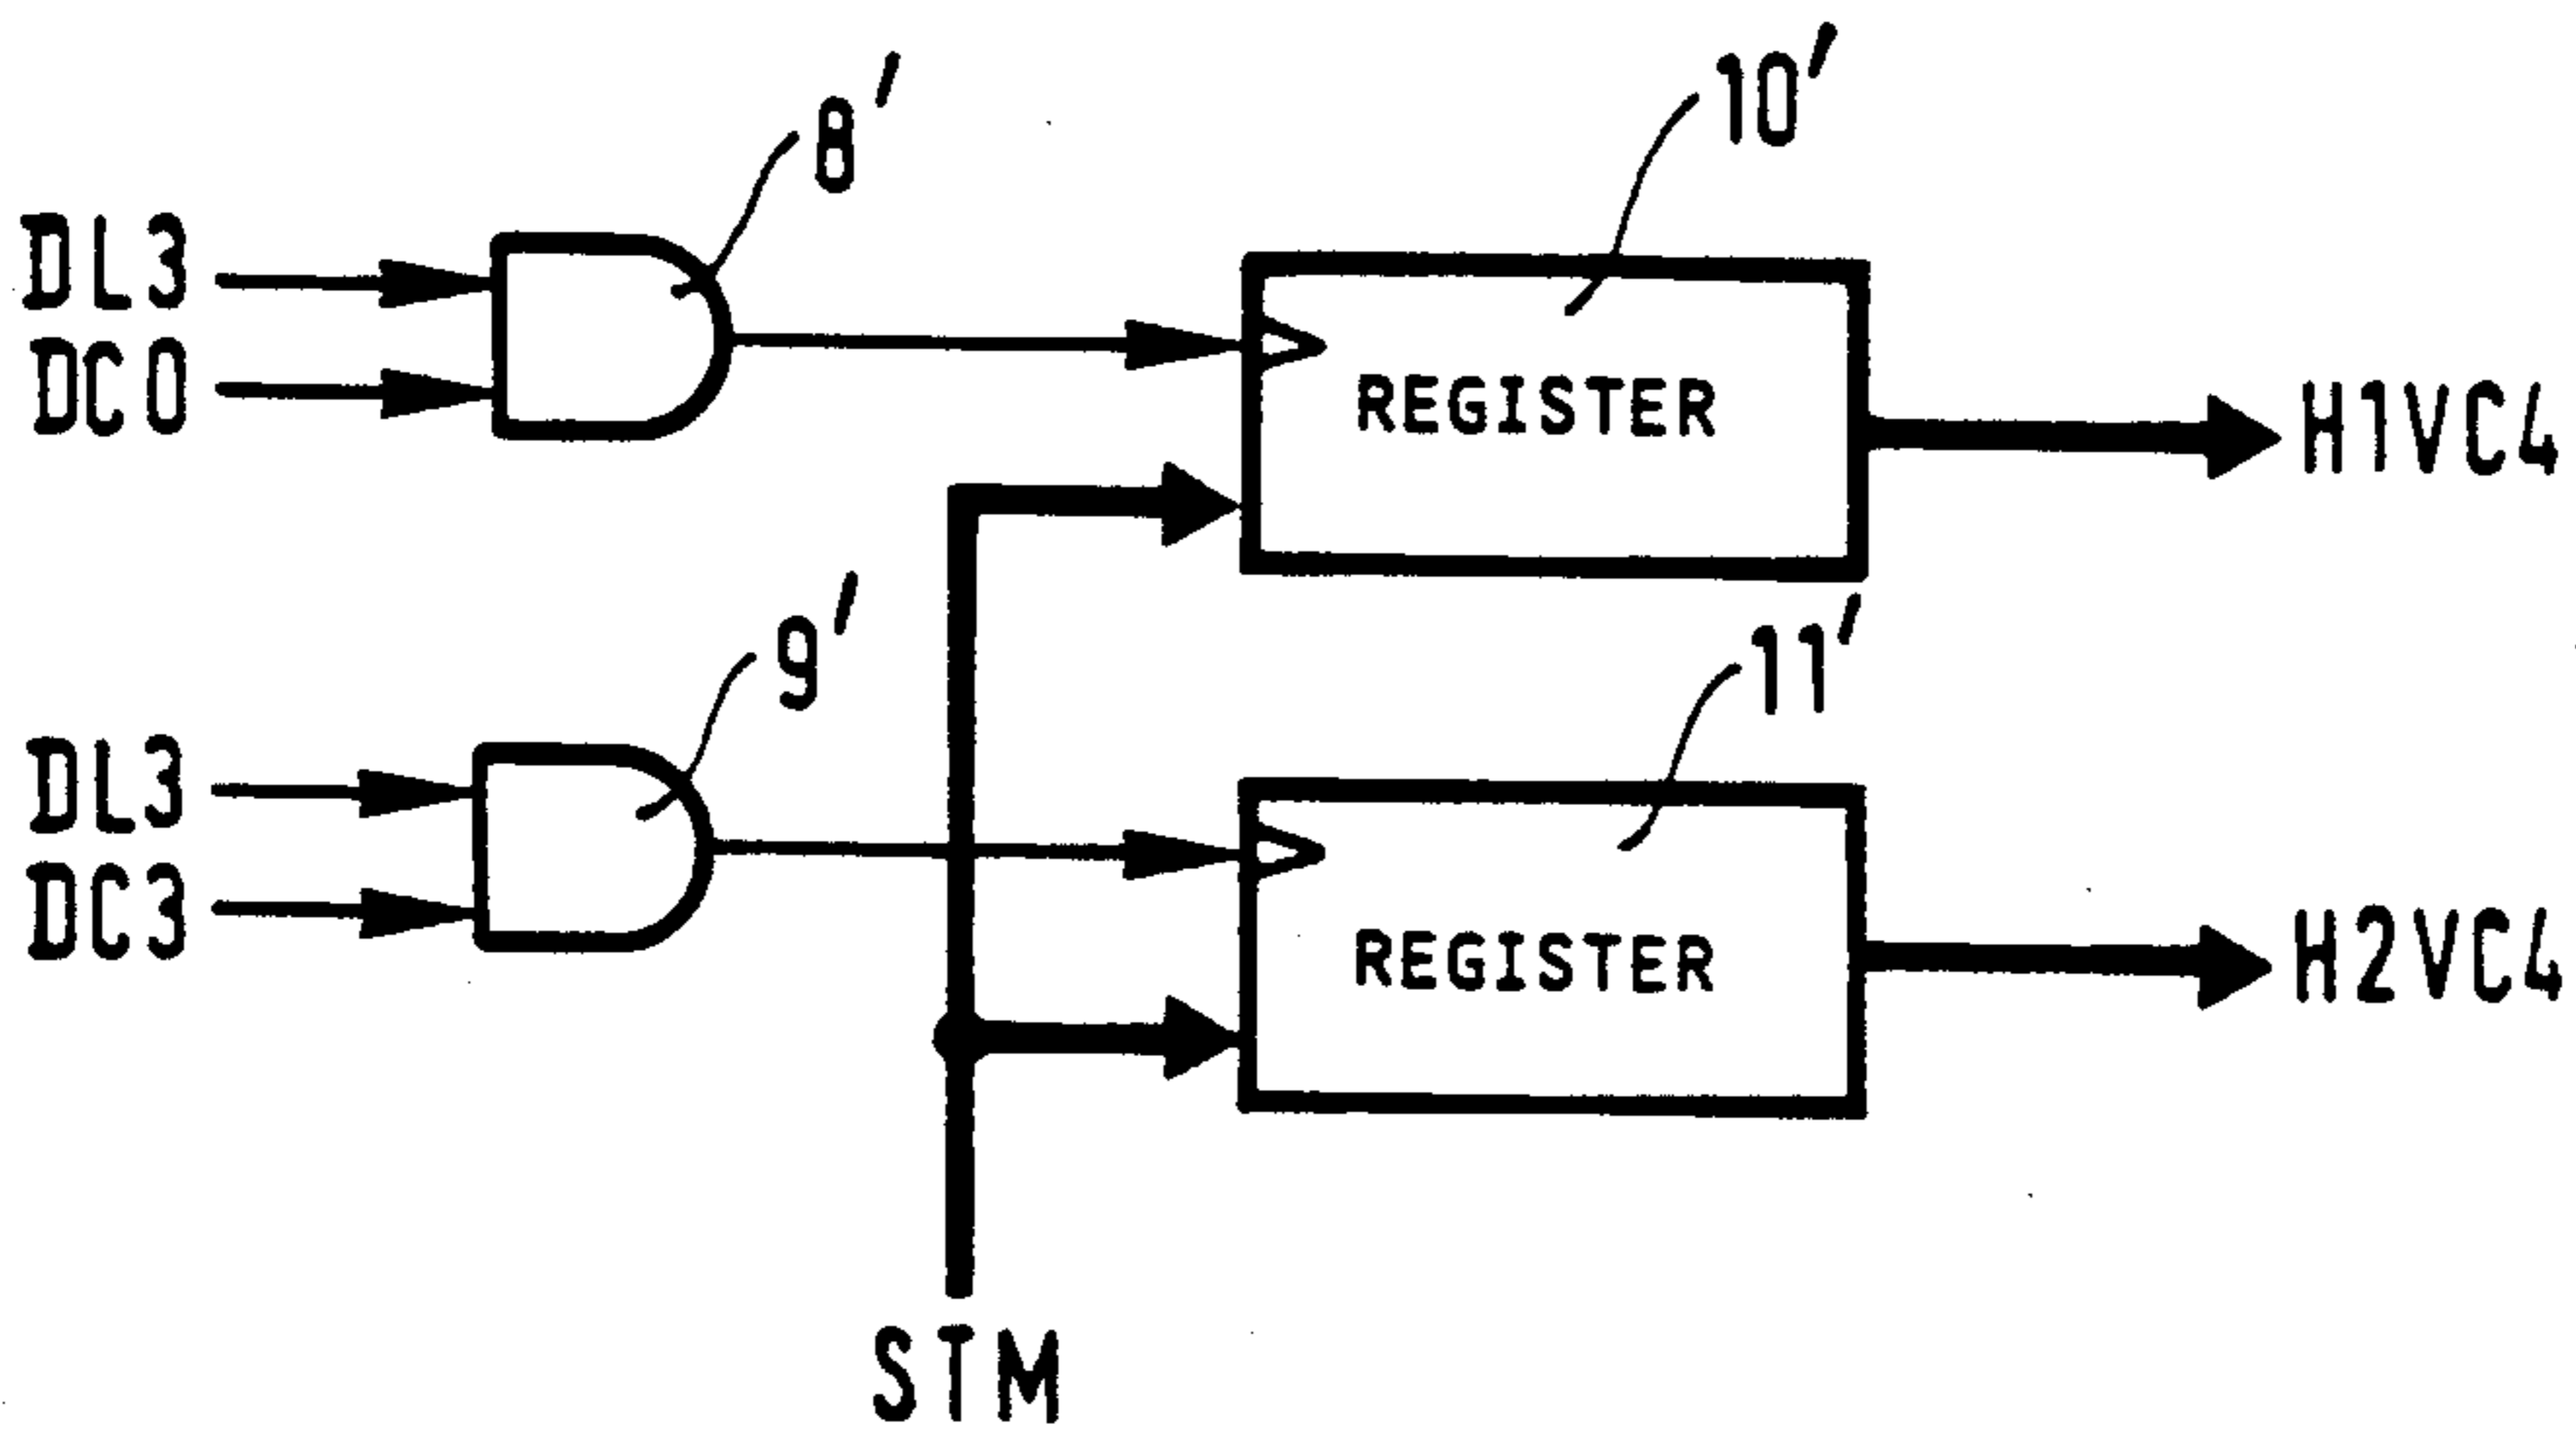 8'
10'
DL3
DC0
REGISTER
H1VC4
9'
11'
DL3
DC3
REGISTER
H2VC4
STM